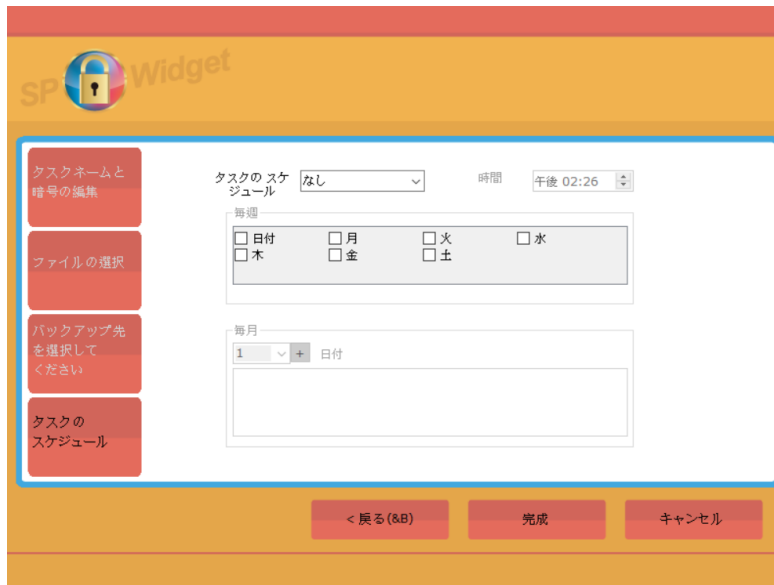 SP Widget
タスクネームと
暗号の編集
ファイルの選択
バックアップ先
を選択して
ください
タスクの
スケジュール
タスクの スケ
ジュール
なし
時間
午後 02:26
毎週
日付 月 火 水
木 金 土
毎月
1 + 日付
< 戻る(&B) 完成 キャンセル